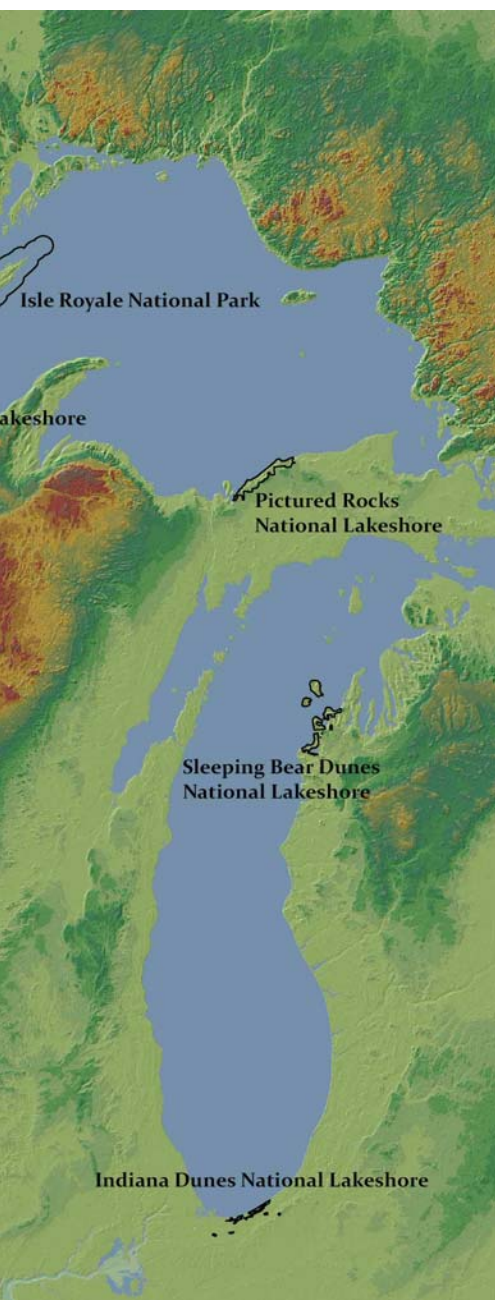 Isle Royale National Park
akeshore
Pictured Rocks
National Lakeshore
Sleeping Bear Dunes
National Lakeshore
Indiana Dunes National Lakeshore